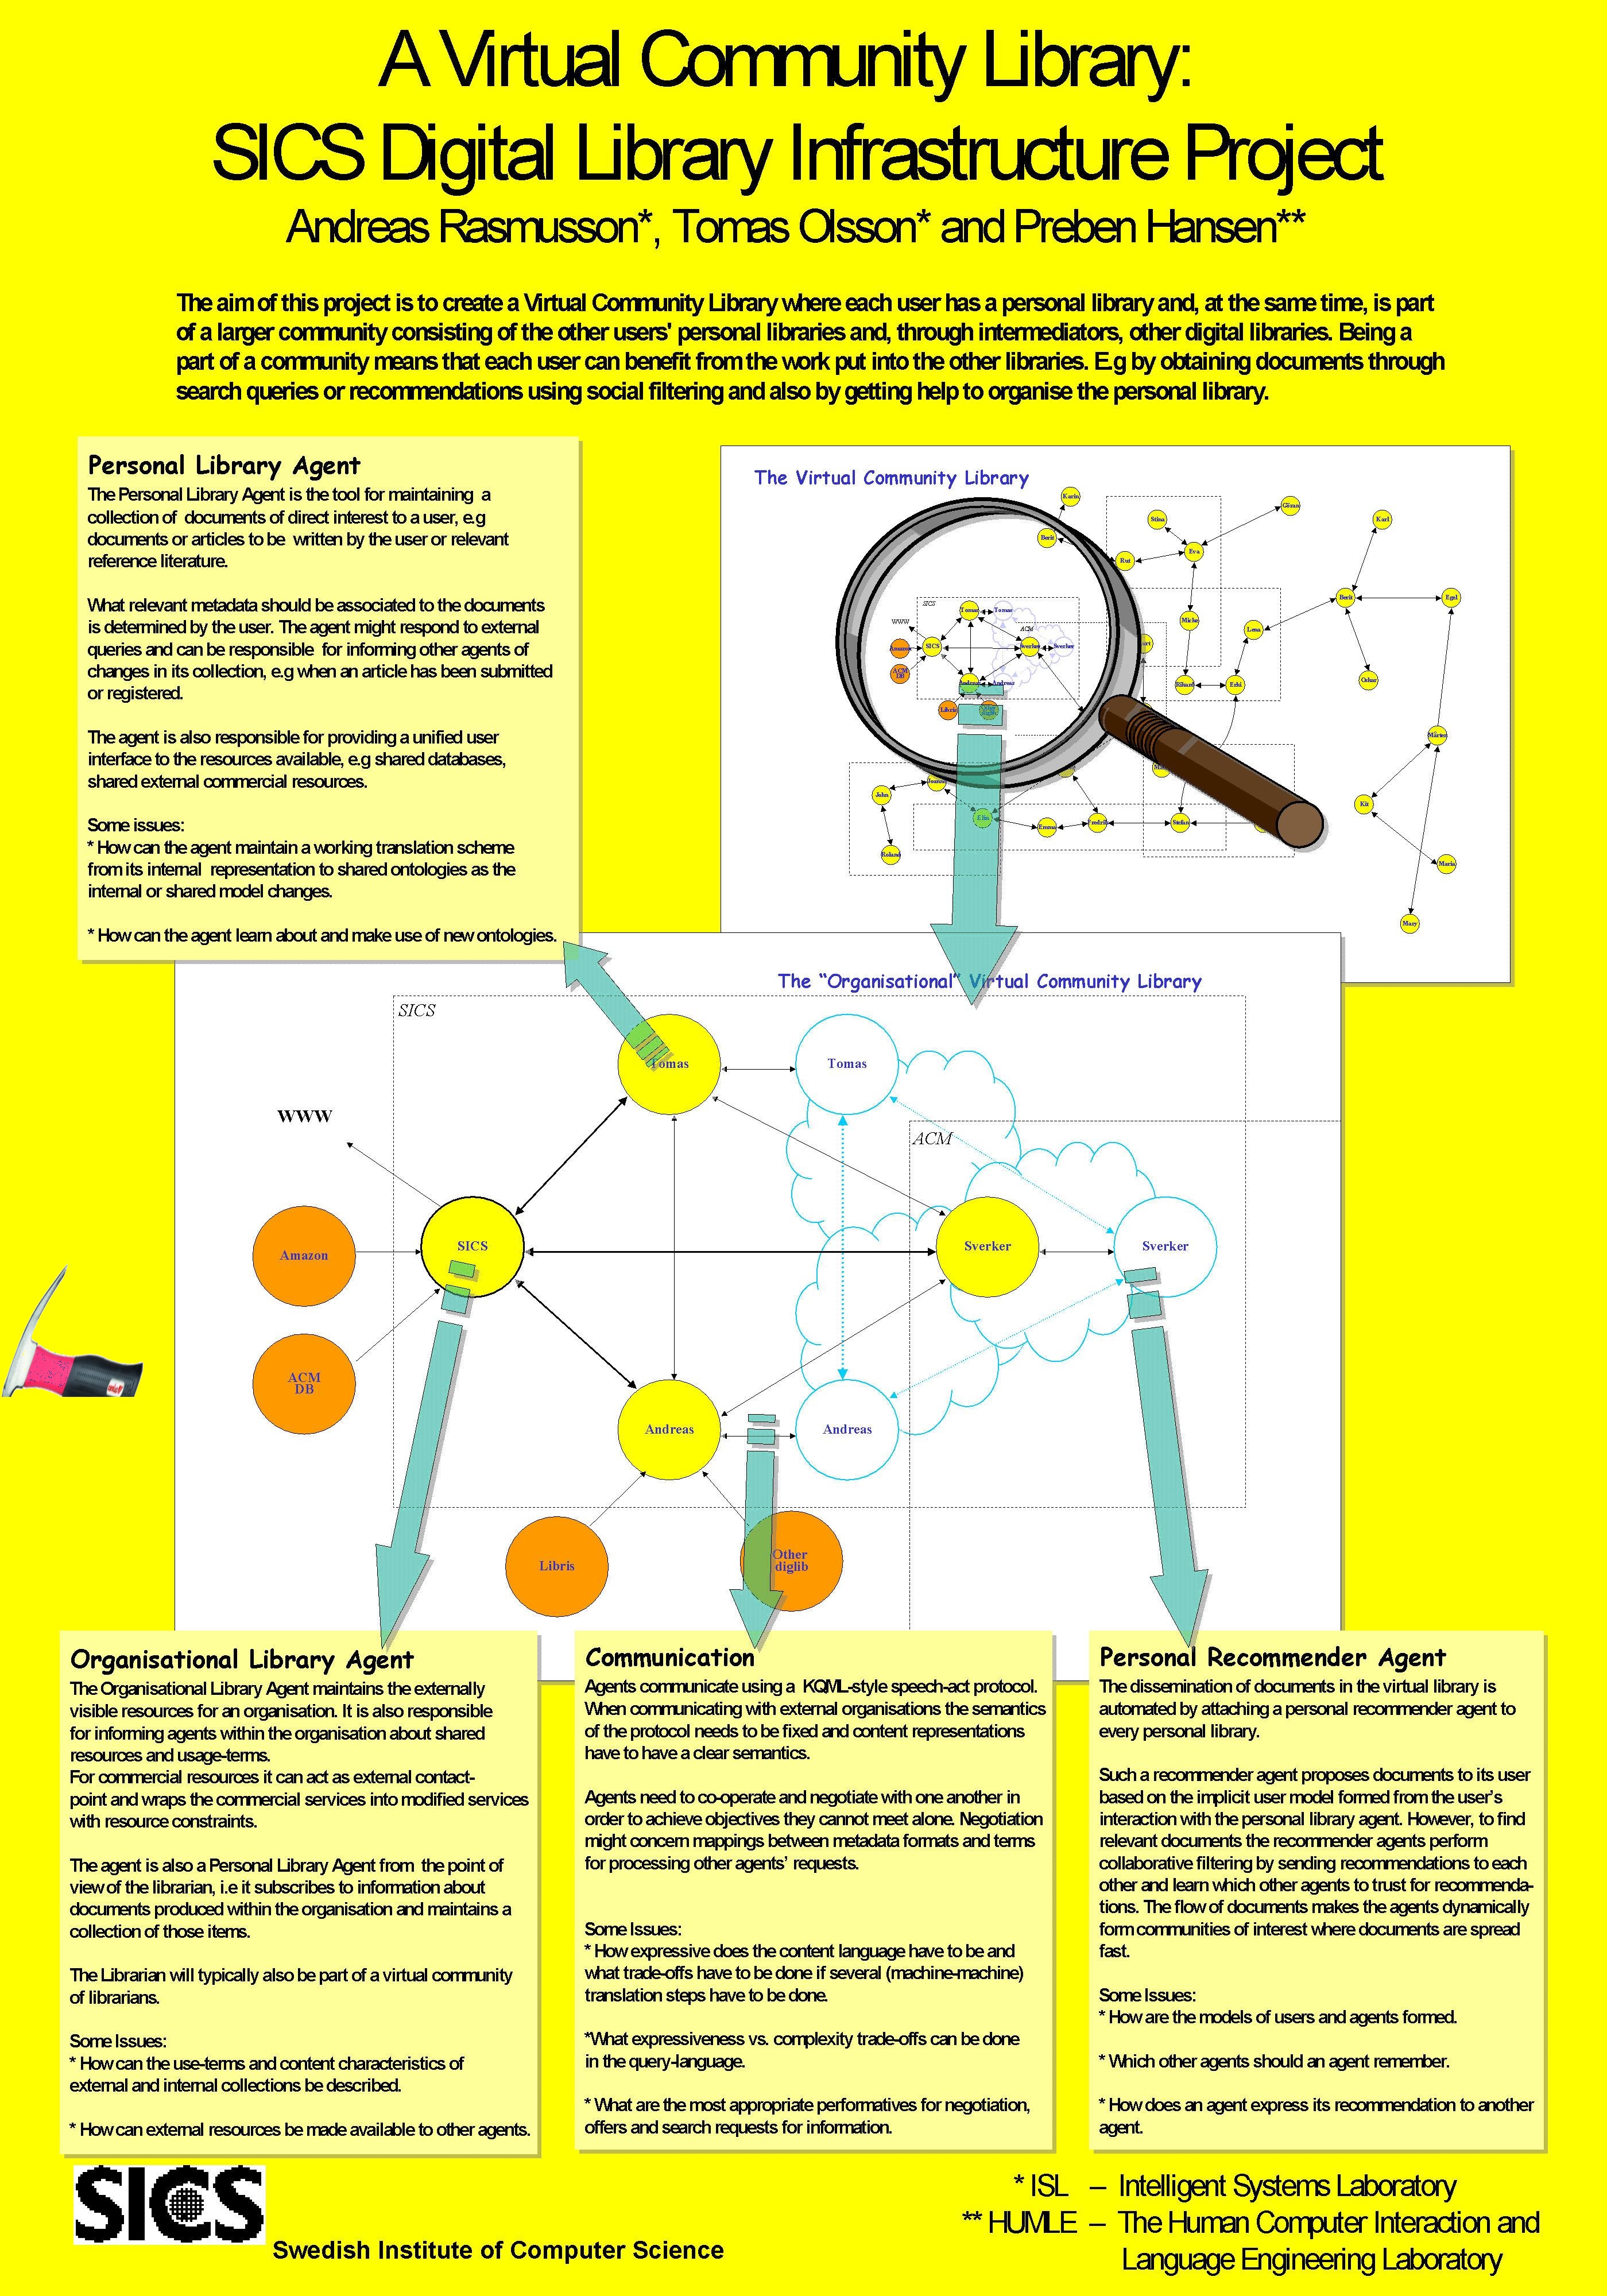 A Virtual Community Library:
SICS Digital Library Infrastructure Project
Andreas Rasmusson*, Tomas Olsson* and Preben Hansen**
The aim of this project is to create a Virtual Community Library where each user has a personal library and, at the same time, is part
of a larger community consisting of the other users' personal libraries and, through intermediators, other digital libraries. Being a
part of a community means that each user can benefit from the work put into the other libraries. E.g by obtaining documents through
search queries or recommendations using social filtering and also by getting help to organise the personal library.
Personal Library Agent
The Personal Library Agent is the tool for maintaining a
collection of documents of direct interest to a user, e.g
documents or articles to be written by the user or relevant
reference literature.
What relevant metadata should be associated to the documents
is determined by the user. The agent might respond to external
queries and can be responsible for informing other agents of
changes in its collection, e.g when an article has been submitted
or registered.
The agent is also responsible for providing a unified user
interface to the resources available, e.g shared databases,
shared external commercial resources.
Some issues:
* How can the agent maintain a working translation scheme
from its internal representation to shared ontologies as the
internal or shared model changes.
* How can the agent learn about and make use of new ontologies.
The Virtual Community Library
Karin
Berit
Stina
Göran
Karl
Rut
Eva
Berit
Egel
SICS
Tomas
Tomas
WWW
ACM
Micke
Lena
Amazon
SICS
Sverker
Sverker
ACM
DB
Andreas
Andreas
Rikard
Ecki
Oskar
Libris
Mårten
Joanna
John
Elin
Emma
Fredrik
Stefan
Kit
Roland
Maria
Mary
The “Organisational” Virtual Community Library
SICS
Tomas
Tomas
WWW
ACM
Amazon
SICS
Sverker
Sverker
ACM
DB
Andreas
Andreas
Libris
Other
diglib
Organisational Library Agent
The Organisational Library Agent maintains the externally
visible resources for an organisation. It is also responsible
for informing agents within the organisation about shared
resources and usage-terms.
For commercial resources it can act as external contact-
point and wraps the commercial services into modified services
with resource constraints.
The agent is also a Personal Library Agent from the point of
view of the librarian, i.e it subscribes to information about
documents produced within the organisation and maintains a
collection of those items.
The Librarian will typically also be part of a virtual community
of librarians.
Some Issues:
* How can the use-terms and content characteristics of
external and internal collections be described.
* How can external resources be made available to other agents.
Communication
Agents communicate using a KQML-style speech-act protocol.
When communicating with external organisations the semantics
of the protocol needs to be fixed and content representations
have to have a clear semantics.
Agents need to co-operate and negotiate with one another in
order to achieve objectives they cannot meet alone. Negotiation
might concern mappings between metadata formats and terms
for processing other agents’ requests.
Some Issues:
* How expressive does the content language have to be and
what trade-offs have to be done if several (machine-machine)
translation steps have to be done.
*What expressiveness vs. complexity trade-offs can be done
in the query-language.
* What are the most appropriate performatives for negotiation,
offers and search requests for information.
Personal Recommender Agent
The dissemination of documents in the virtual library is
automated by attaching a personal recommender agent to
every personal library.
Such a recommender agent proposes documents to its user
based on the implicit user model formed from the user’s
interaction with the personal library agent. However, to find
relevant documents the recommender agents perform
collaborative filtering by sending recommendations to each
other and learn which other agents to trust for recommenda-
tions. The flow of documents makes the agents dynamically
form communities of interest where documents are spread
fast.
Some Issues:
* How are the models of users and agents formed.
* Which other agents should an agent remember.
* How does an agent express its recommendation to another
agent.
SICS
Swedish Institute of Computer Science
* ISL – Intelligent Systems Laboratory
** HUMLE – The Human Computer Interaction and
Language Engineering Laboratory